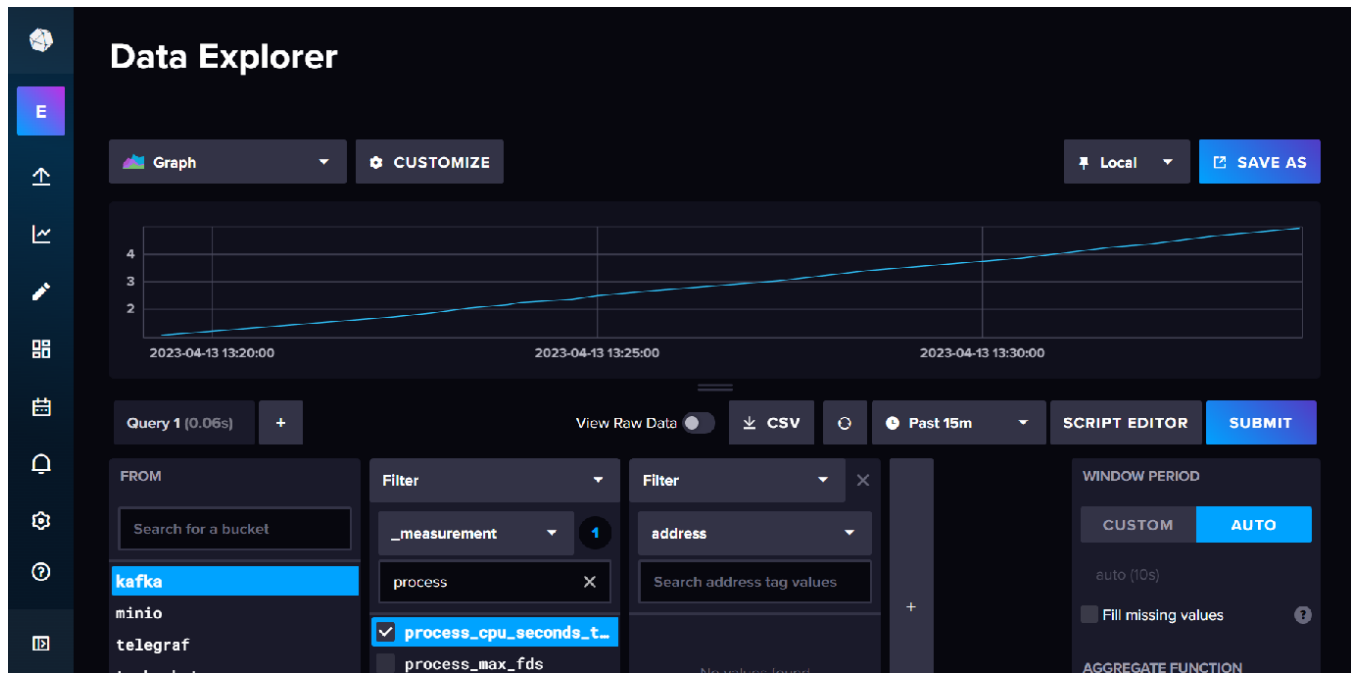 Data Explorer
E
Graph
CUSTOMIZE
Local
SAVE AS
4
3
2
2023-04-13 13:20:00
2023-04-13 13:25:00
2023-04-13 13:30:00
Query 1 (0.06s)
+
View Raw Data
CSV
Past 15m
SCRIPT EDITOR
SUBMIT
FROM
Search for a bucket
kafka
minio
telegraf
Filter
_measurement
1
process
process_cpu_seconds_t…
process_max_fds
Filter
address
Search address tag values
No values found
+
WINDOW PERIOD
CUSTOM
AUTO
auto (10s)
Fill missing values
?
AGGREGATE FUNCTION